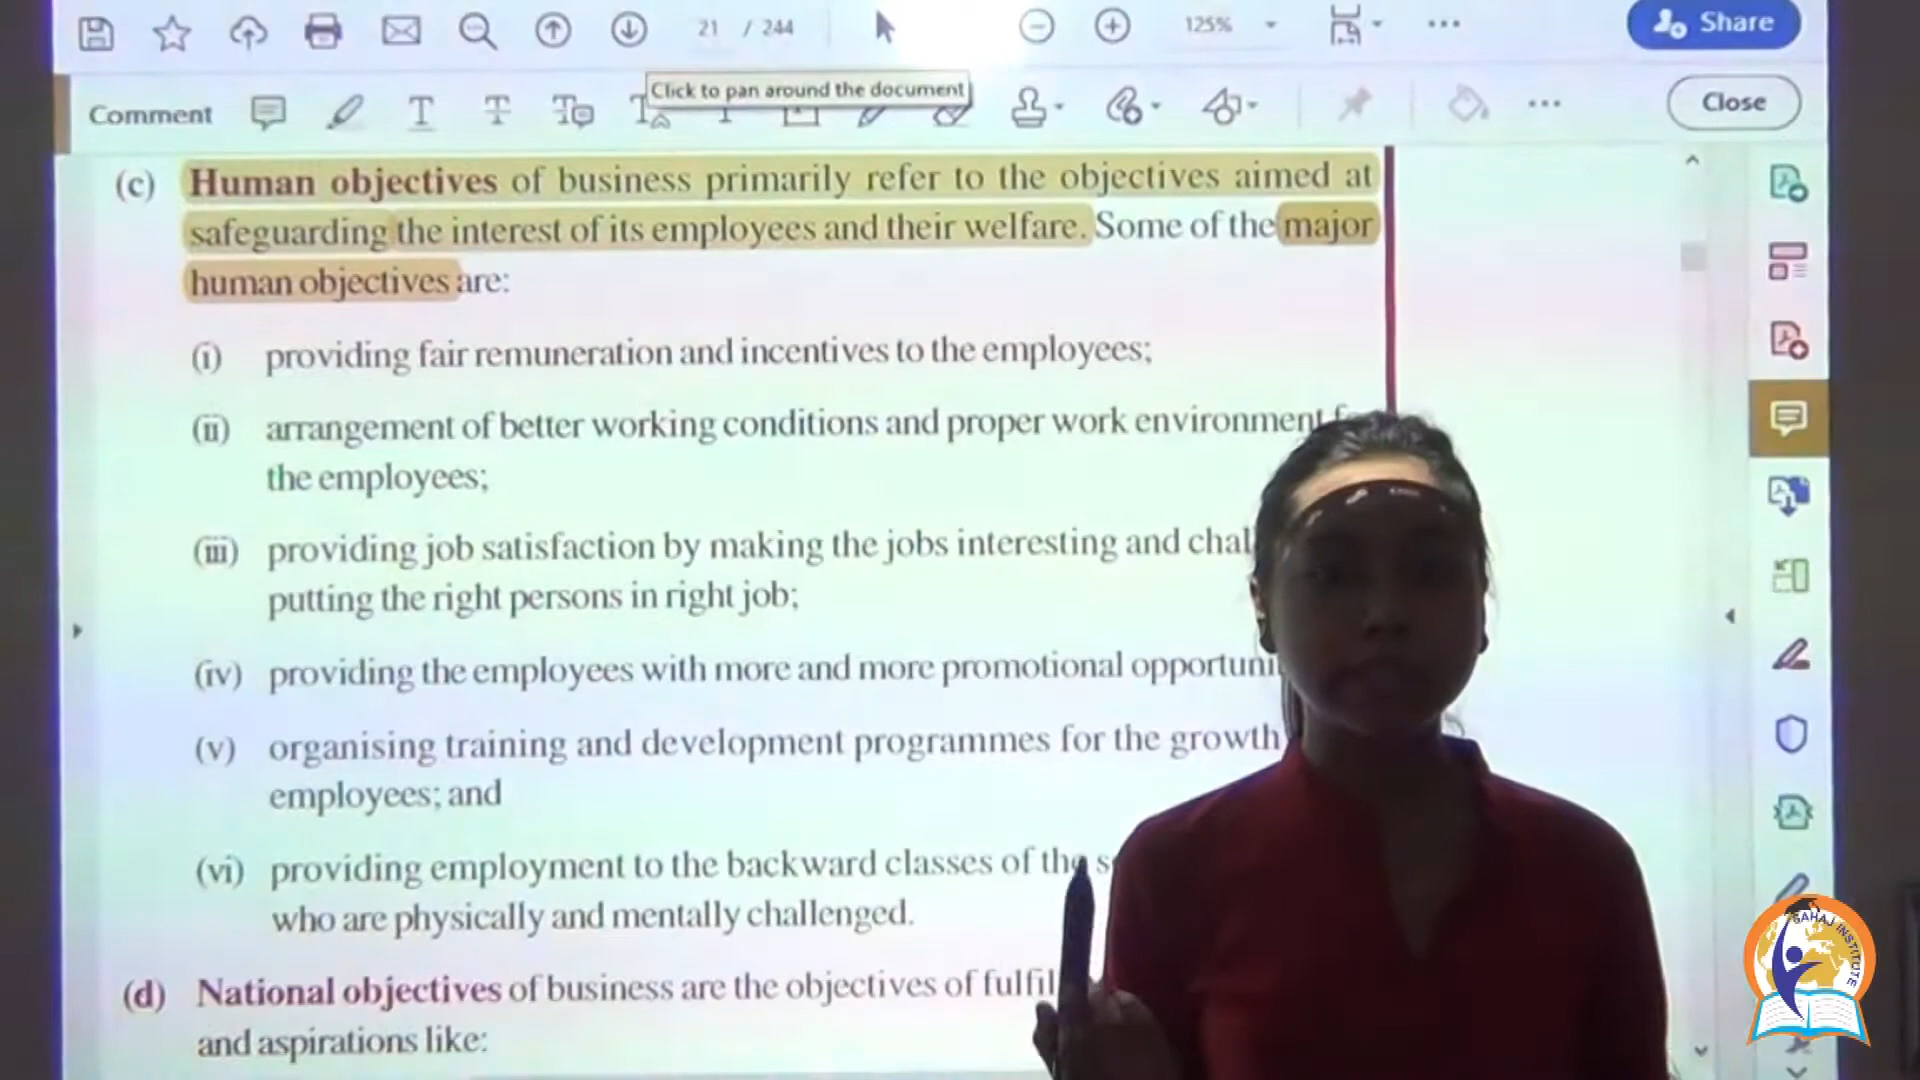 21 / 244
125%
Share
Click to pan around the document
Comment
Close
(c) Human objectives of business primarily refer to the objectives aimed at
safeguarding the interest of its employees and their welfare. Some of the major
human objectives are:
(i) providing fair remuneration and incentives to the employees;
(ii) arrangement of better working conditions and proper work environment
the employees;
(iii) providing job satisfaction by making the jobs interesting and
putting the right persons in right job;
(iv) providing the employees with more and more promotional
(v) organising training and development programmes for the growth
employees; and
(vi) providing employment to the backward classes of the
who are physically and mentally challenged.
(d) National objectives of business are the objectives of
and aspirations like:
SAHAJ INSTITUTE